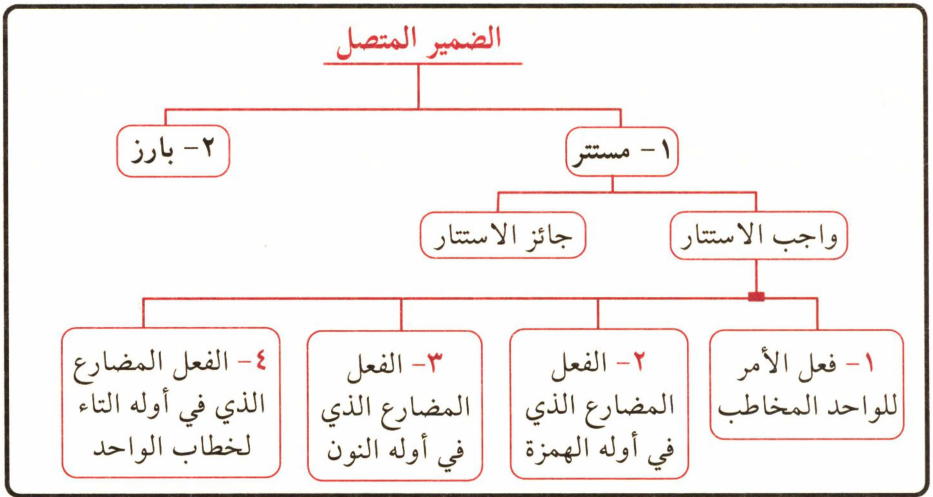 الضمير المتصل
١- مستتر
٢- بارز
واجب الاستتار
جائز الاستتار
١- فعل الأمر
للواحد المخاطب
٢- الفعل
المضارع الذي
في أوله الهمزة
٣- الفعل
المضارع الذي
في أوله النون
٤- الفعل المضارع
الذي في أوله التاء
لخطاب الواحد